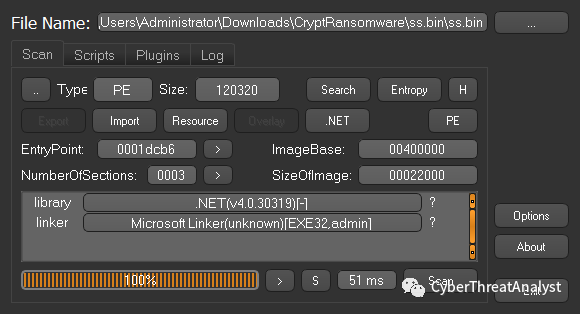 File Name: :/Users/Administrator/Downloads/CryptRansomware/ss.bin/ss.bin ...
Scan Scripts Plugins Log
.. Type PE Size: 120320 Search Entropy H
Export Import Resource Overlay .NET PE
EntryPoint: 0001dcb6 > ImageBase: 00400000
NumberOfSections: 0003 > SizeOfImage: 00022000
library .NET(v4.0.30319)[-] ?
linker Microsoft Linker(unknown)[EXE32,admin] ?
Options
About
100% > S 51 ms Scan
CyberThreatAnalyst